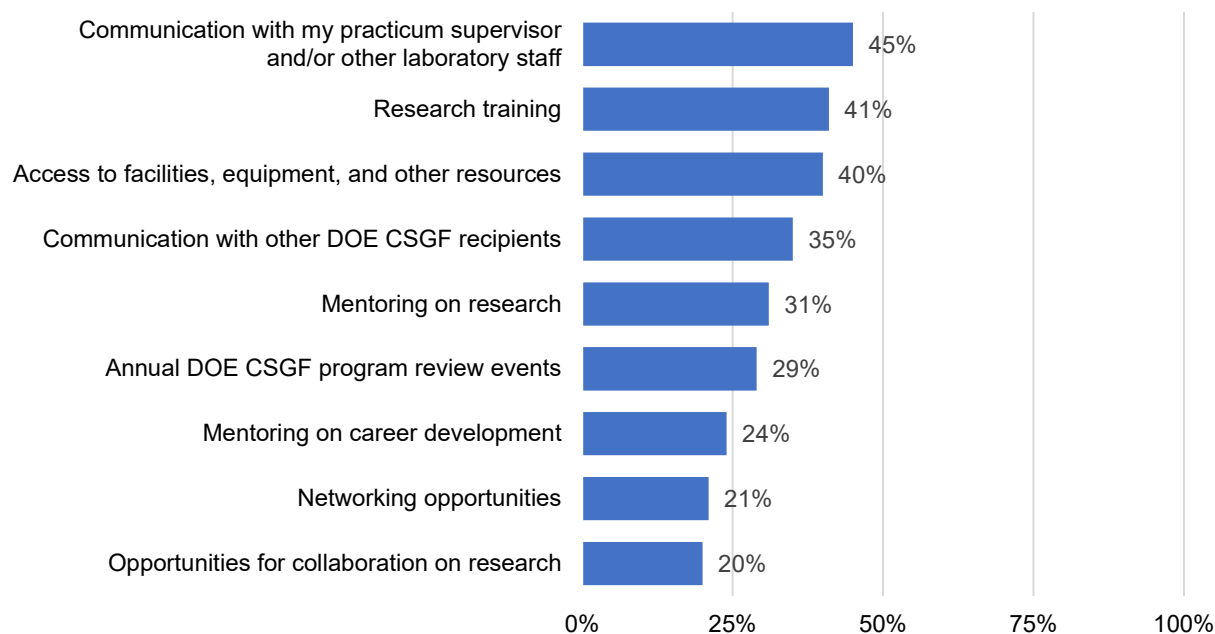 Communication with my practicum supervisor
and/or other laboratory staff
45%
Research training
41%
Access to facilities, equipment, and other resources
40%
Communication with other DOE CSGF recipients
35%
Mentoring on research
31%
Annual DOE CSGF program review events
29%
Mentoring on career development
24%
Networking opportunities
21%
Opportunities for collaboration on research
20%
0% 25% 50% 75% 100%